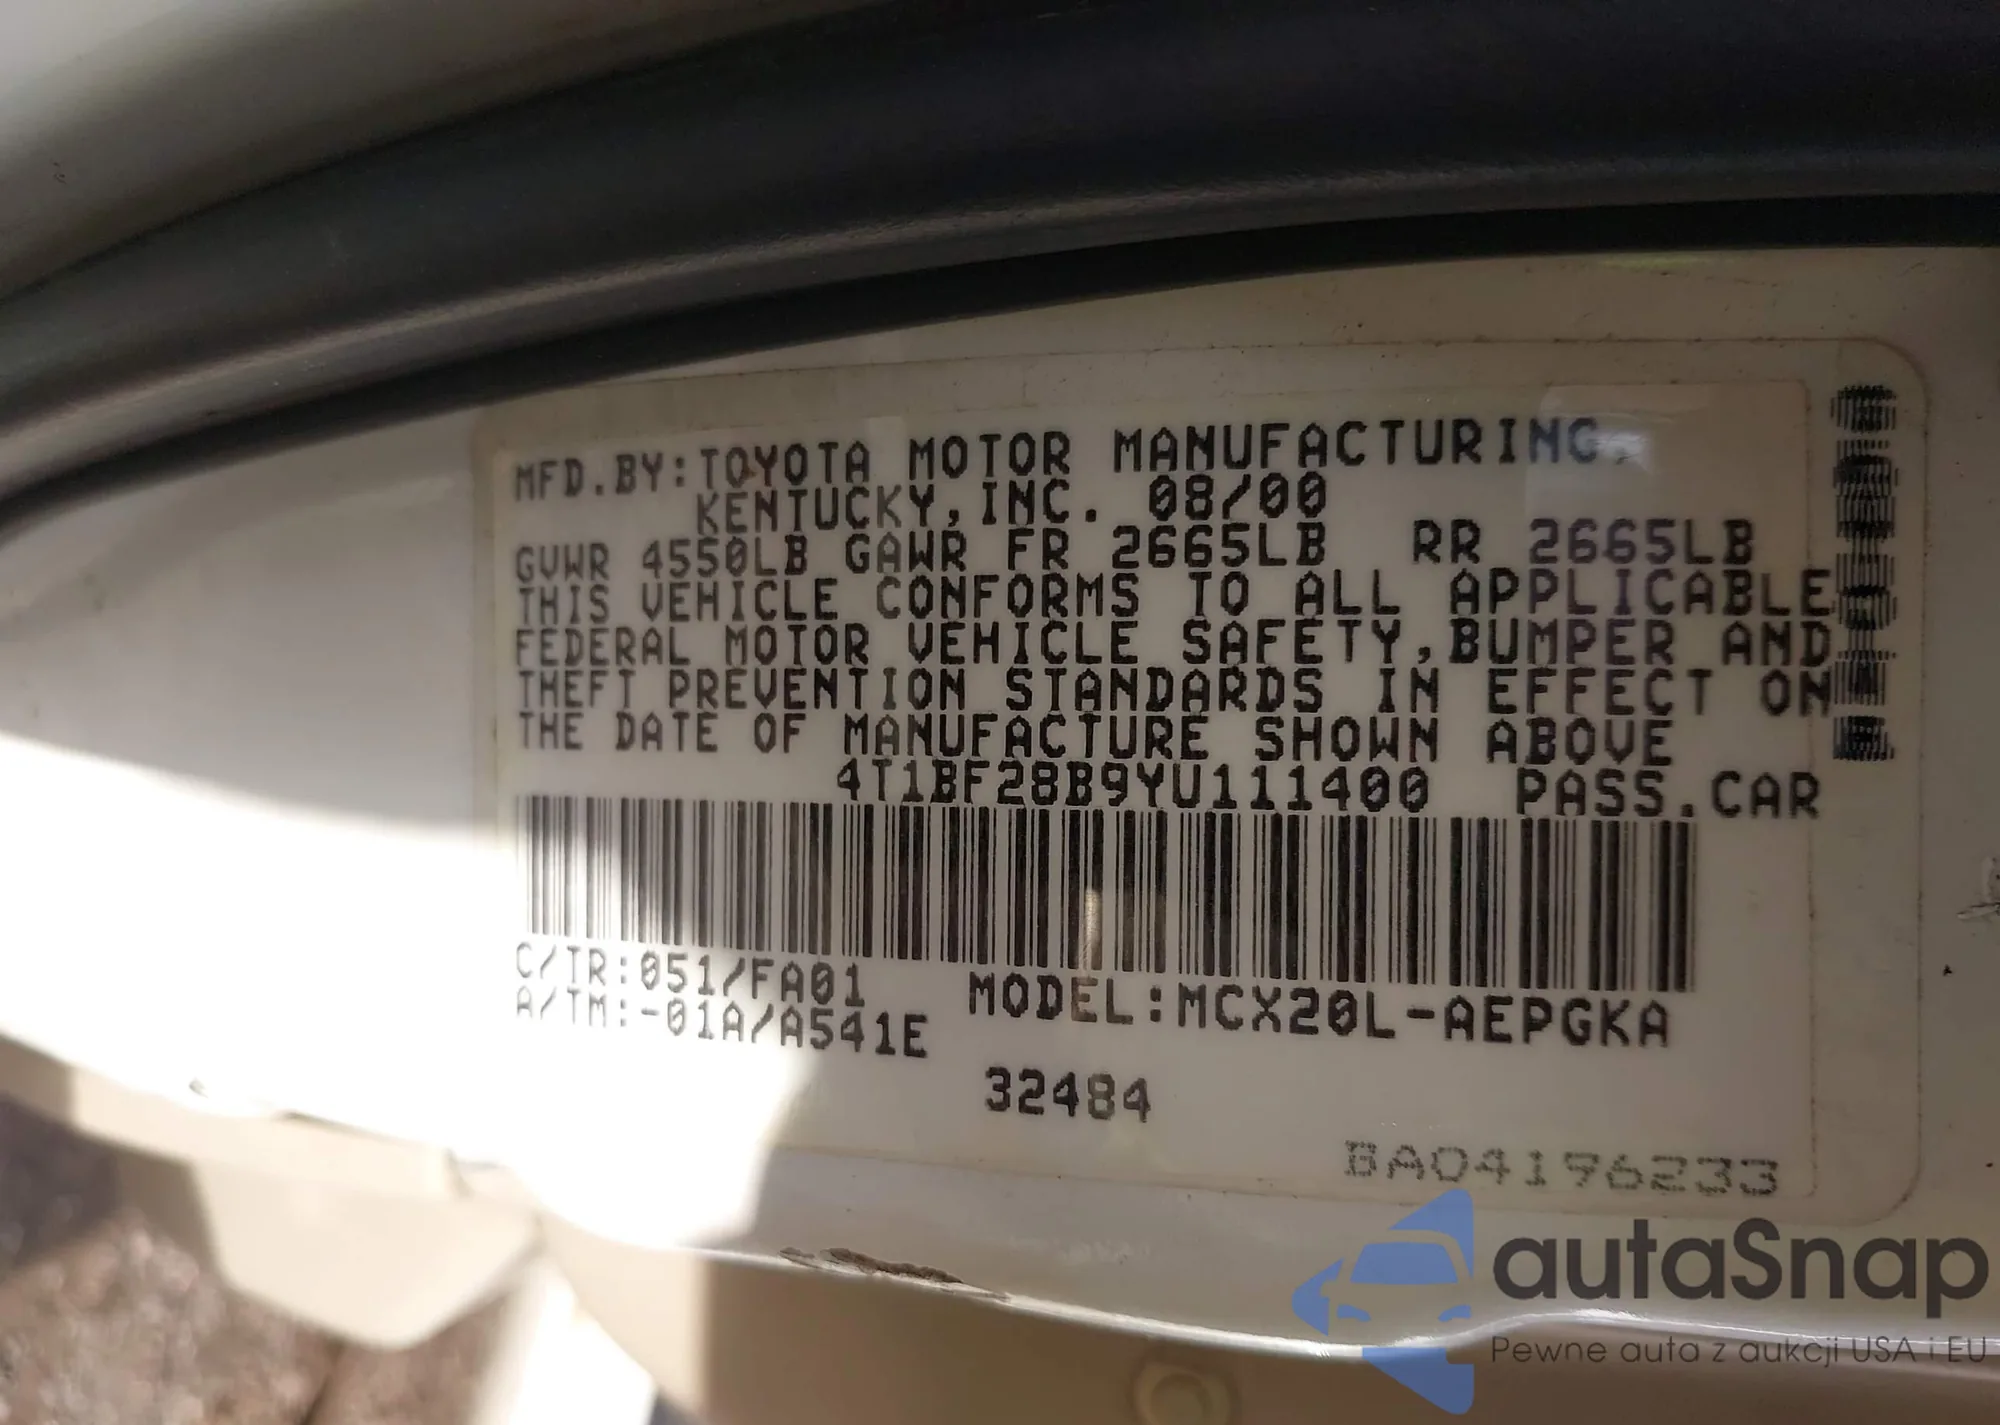 MFD.BY:TOYOTA MOTOR MANUFACTURING,
KENTUCKY,INC. 08/00
GVWR 4550LB GAWR FR 2665LB RR 2665LB
THIS VEHICLE CONFORMS TO ALL APPLICABLE
FEDERAL MOTOR VEHICLE SAFETY,BUMPER AND
THEFT PREVENTION STANDARDS IN EFFECT ON
THE DATE OF MANUFACTURE SHOWN ABOVE
4T1BF28B9YU111400 PASS.CAR
C/TR:051/FA01
A/TM:-01A/A541E
MODEL:MCX20L-AEPGKA
32484
BA04196233
autaSnap
Pewne auta z aukcji USA i EU